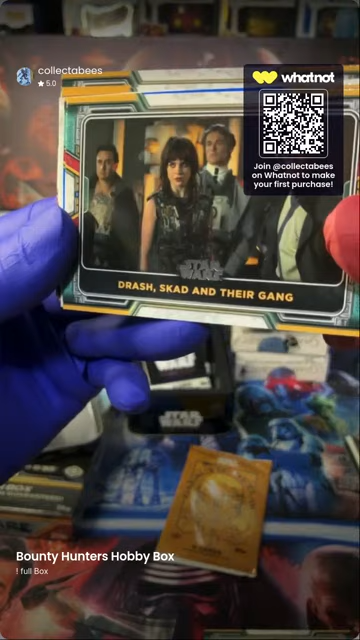 collectabees
★ 5.0
whatnot
Join @collectabees
on Whatnot to make
your first purchase!
STAR
WARS
DRASH, SKAD AND THEIR GANG
STAR
WARS
Bounty Hunters Hobby Box
! full Box